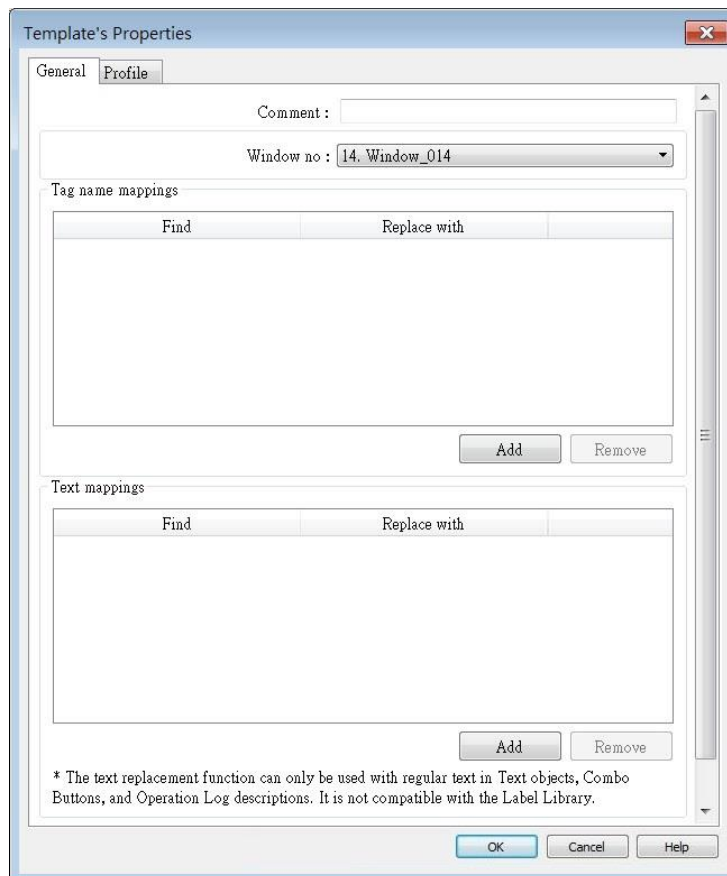 Template's Properties
General Profile
Comment :
Window no : 14. Window_014
Tag name mappings
Find Replace with
Add Remove
Text mappings
Find Replace with
Add Remove
* The text replacement function can only be used with regular text in Text objects, Combo
Buttons, and Operation Log descriptions. It is not compatible with the Label Library.
OK Cancel Help